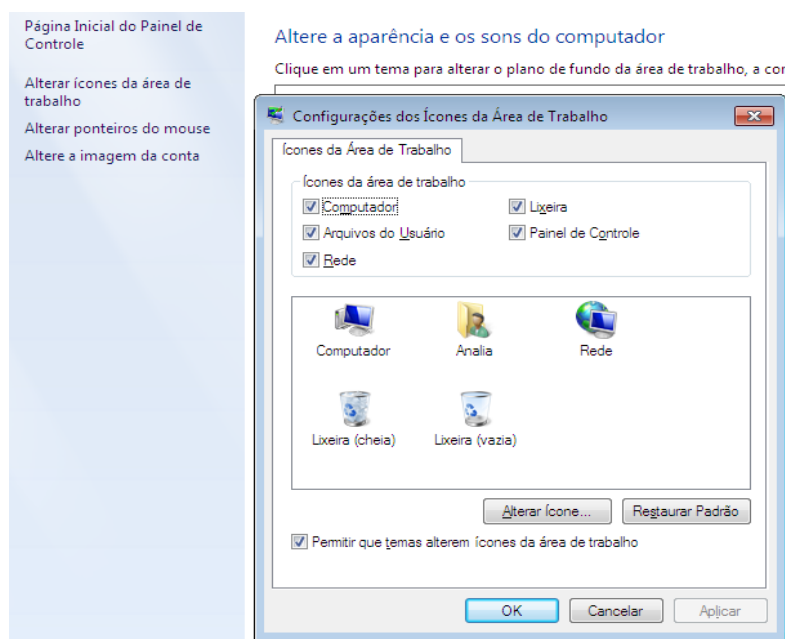 Página Inicial do Painel de
Controle
Alterar ícones da área de
trabalho
Alterar ponteiros do mouse
Altere a imagem da conta
Altere a aparência e os sons do computador
Clique em um tema para alterar o plano de fundo da área de trabalho, a cor
Configurações dos Ícones da Área de Trabalho
Ícones da Área de Trabalho
Ícones da área de trabalho
Computador
Lixeira
Arquivos do Usuário
Painel de Controle
Rede
Computador
Analia
Rede
Lixeira (cheia)
Lixeira (vazia)
Alterar Ícone...
Restaurar Padrão
Permitir que temas alterem ícones da área de trabalho
OK
Cancelar
Aplicar